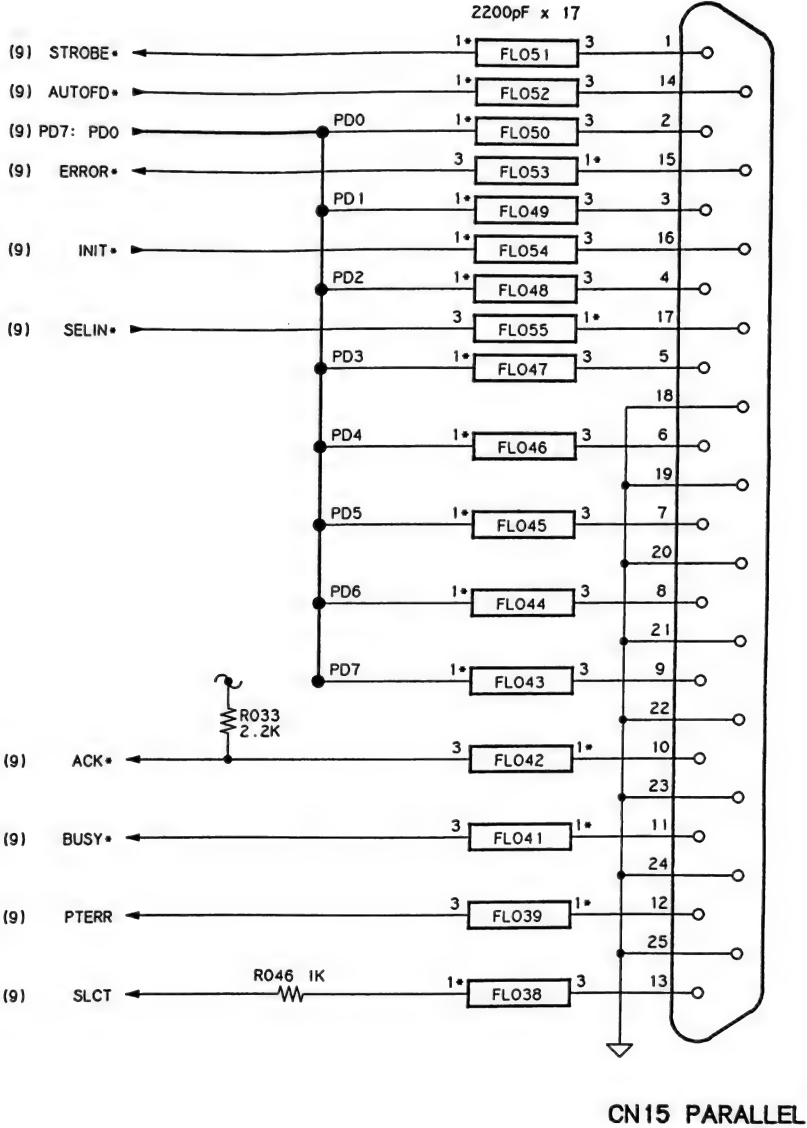 2200pF x 17
(9) STROBE* 1* FL051 3 1
(9) AUTOFD* 1* FL052 3 14
(9) PD7: PD0 PD0 1* FL050 3 2
(9) ERROR* 3 FL053 1* 15
PD1 1* FL049 3 3
(9) INIT* 1* FL054 3 16
PD2 1* FL048 3 4
(9) SELIN* 3 FL055 1* 17
PD3 1* FL047 3 5
18
PD4 1* FL046 3 6
19
PD5 1* FL045 3 7
20
PD6 1* FL044 3 8
21
PD7 1* FL043 3 9
R033
2.2K
22
(9) ACK* 3 FL042 1* 10
23
(9) BUSY* 3 FL041 1* 11
24
(9) PTERR 3 FL039 1* 12
25
(9) SLCT R046 1K 1* FL038 3 13
CN15 PARALLEL